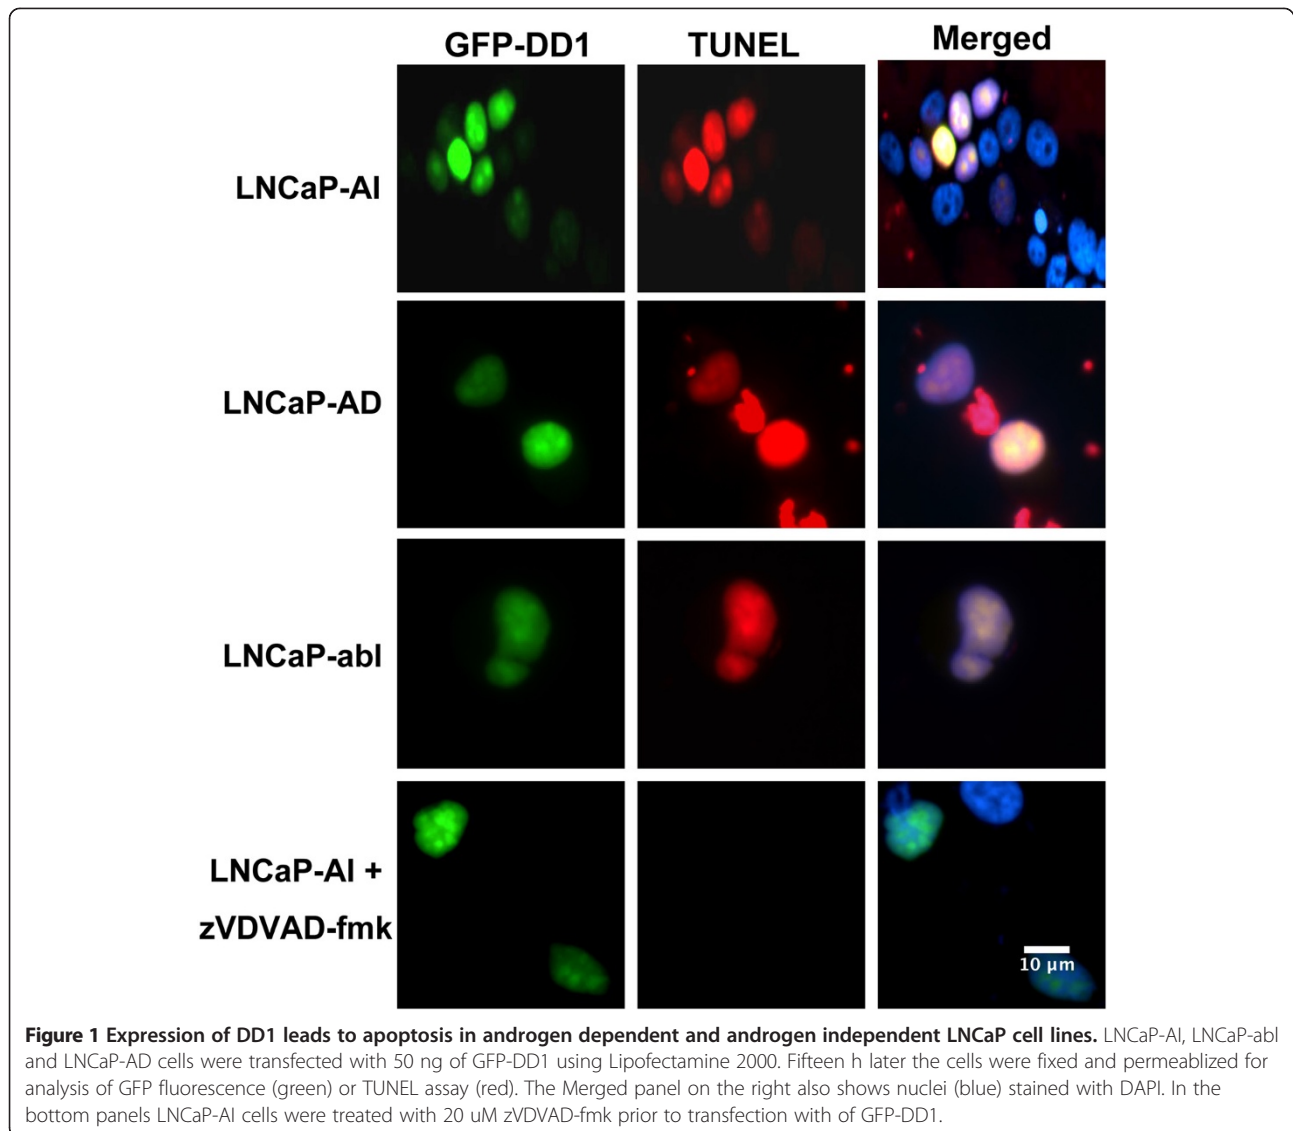 GFP-DD1 TUNEL Merged
LNCaP-AI
LNCaP-AD
LNCaP-abl
LNCaP-AI +
zVDVAD-fmk
10 µm
Figure 1 Expression of DD1 leads to apoptosis in androgen dependent and androgen independent LNCaP cell lines. LNCaP-AI, LNCaP-abl
and LNCaP-AD cells were transfected with 50 ng of GFP-DD1 using Lipofectamine 2000. Fifteen h later the cells were fixed and permeablized for
analysis of GFP fluorescence (green) or TUNEL assay (red). The Merged panel on the right also shows nuclei (blue) stained with DAPI. In the
bottom panels LNCaP-AI cells were treated with 20 uM zVDVAD-fmk prior to transfection with of GFP-DD1.